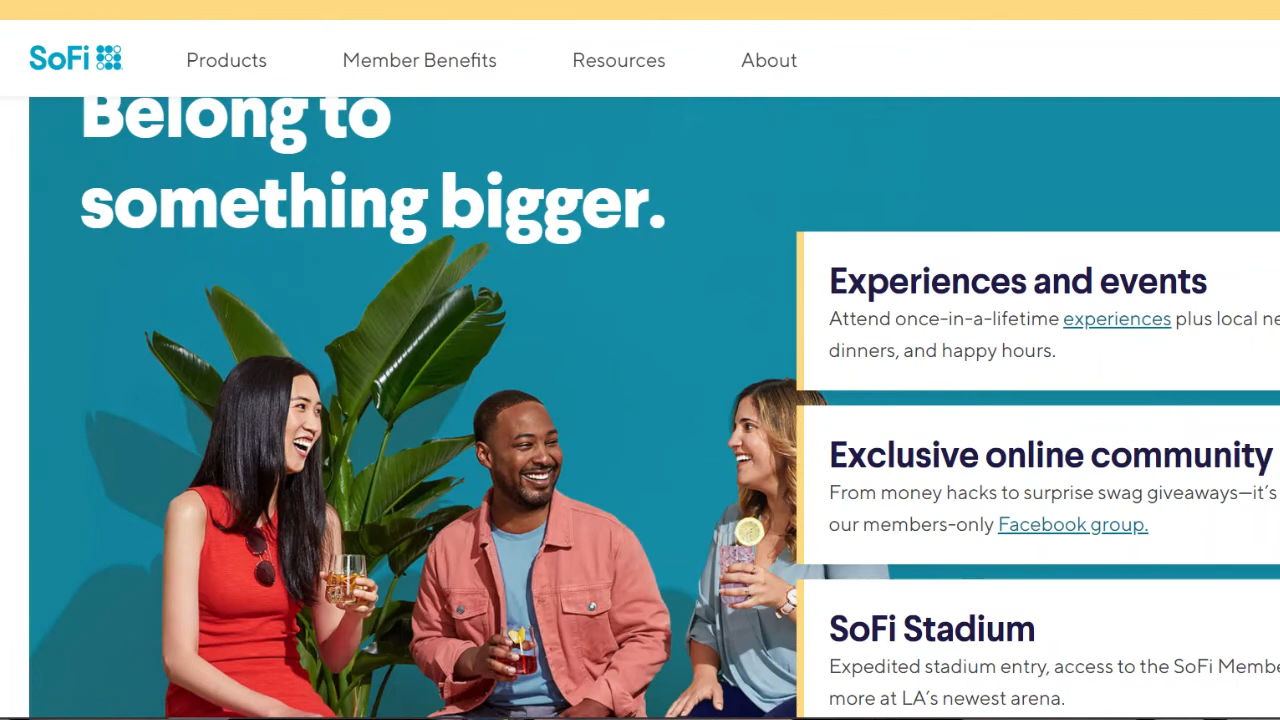 SoFi
Products
Member Benefits
Resources
About
Belong to
something bigger.
Experiences and events
Attend once-in-a-lifetime experiences plus local
dinners, and happy hours.
Exclusive online community
From money hacks to surprise swag giveaways—it's
our members-only Facebook group.
SoFi Stadium
Expedited stadium entry, access to the SoFi
more at LA's newest arena.